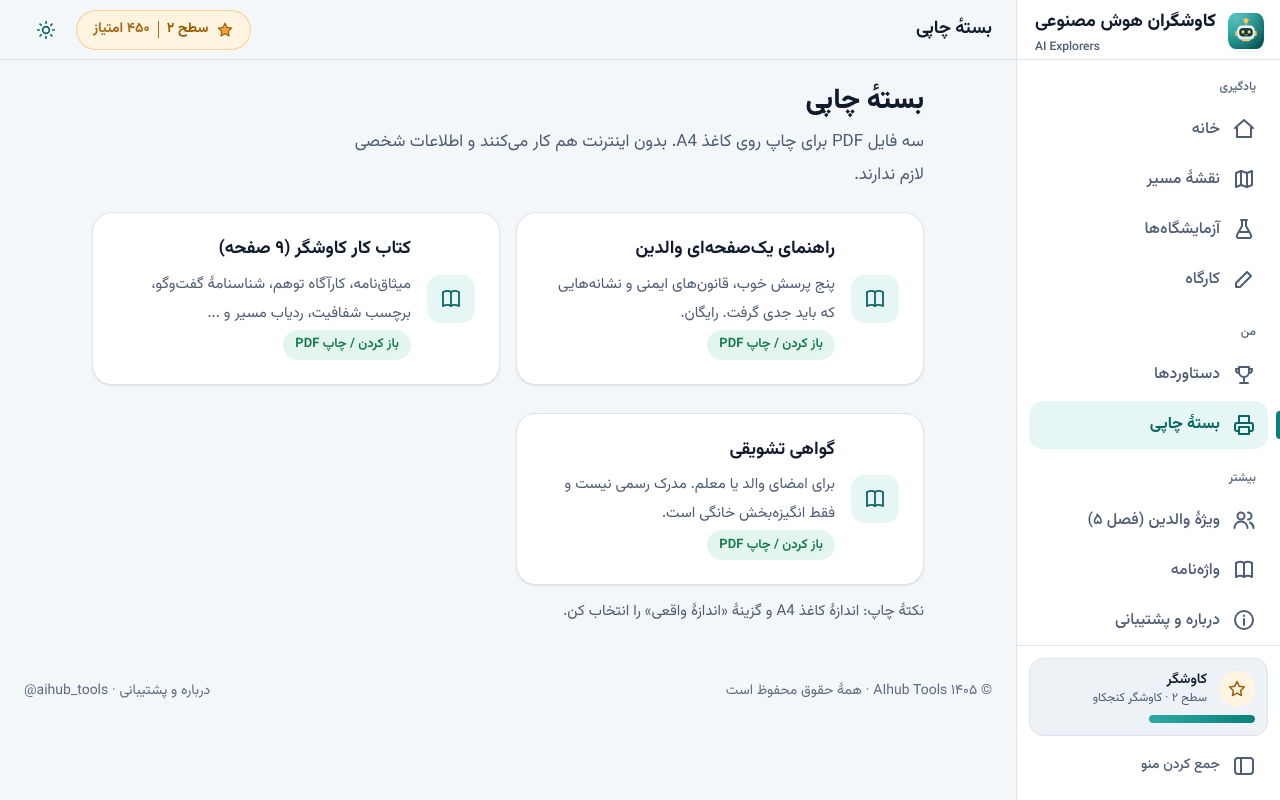 کاوشگران هوش مصنوعی
AI Explorers
یادگیری
خانه
نقشهٔ مسیر
آزمایشگاه‌ها
کارگاه
من
دستاوردها
بستهٔ چاپی
بیشتر
ویژهٔ والدین (فصل ۵)
واژه‌نامه
درباره و پشتیبانی
کاوشگر
سطح ۲ · کاوشگر کنجکاو
جمع کردن منو
بستهٔ چاپی
سطح ۲ | ۴۵۰ امتیاز
بستهٔ چاپی
سه فایل PDF برای چاپ روی کاغذ A4. بدون اینترنت هم کار می‌کنند و اطلاعات شخصی
لازم ندارند.
راهنمای یک‌صفحه‌ای والدین
پنج پرسش خوب، قانون‌های ایمنی و نشانه‌هایی
که باید جدی گرفت. رایگان.
باز کردن / چاپ PDF
کتاب کار کاوشگر (۹ صفحه)
میثاق‌نامه، کارآگاه توهم، شناسنامهٔ گفت‌وگو،
برچسب شفافیت، ردیاب مسیر و ...
باز کردن / چاپ PDF
گواهی تشویقی
برای امضای والد یا معلم. مدرک رسمی نیست و
فقط انگیزه‌بخش خانگی است.
باز کردن / چاپ PDF
نکتهٔ چاپ: اندازهٔ کاغذ A4 و گزینهٔ «اندازهٔ واقعی» را انتخاب کن.
© ۱۴۰۵ AIhub Tools · همهٔ حقوق محفوظ است
درباره و پشتیبانی · @aihub_tools